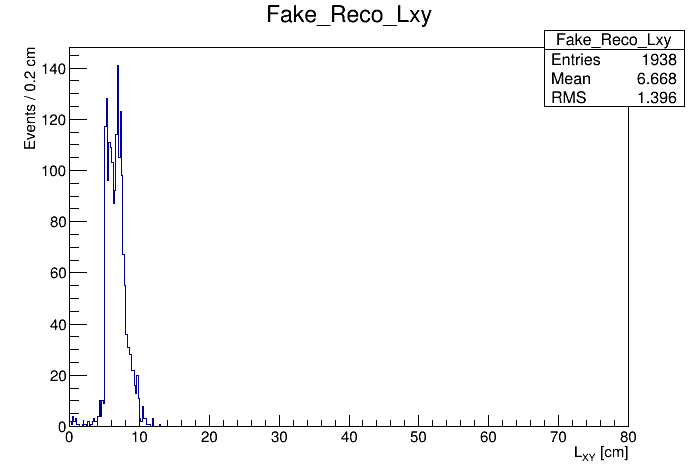 Fake_Reco_Lxy
Fake_Reco_Lxy
Entries 1938
Mean 6.668
RMS 1.396
Events / 0.2 cm
140
120
100
80
60
40
20
0
0 10 20 30 40 50 60 70 80
L_XY [cm]